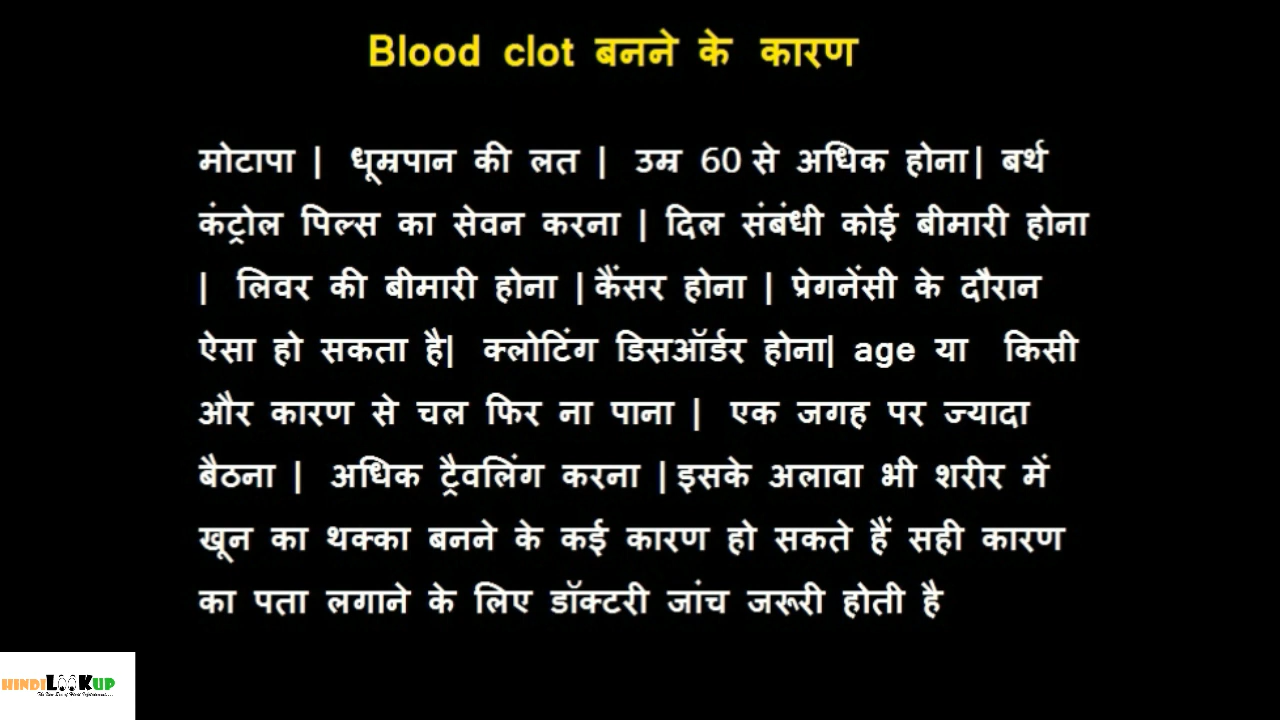 Blood clot बनने के कारण
मोटापा | धूम्रपान की लत | उम्र 60 से अधिक होना| बर्थ
कंट्रोल पिल्स का सेवन करना | दिल संबंधी कोई बीमारी होना
| लिवर की बीमारी होना | कैंसर होना | प्रेगनेंसी के दौरान
ऐसा हो सकता है| क्लोटिंग डिसऑर्डर होना| age या किसी
और कारण से चल फिर ना पाना | एक जगह पर ज्यादा
बैठना | अधिक ट्रैवलिंग करना | इसके अलावा भी शरीर में
खून का थक्का बनने के कई कारण हो सकते हैं सही कारण
का पता लगाने के लिए डॉक्टरी जांच जरूरी होती है
HINDILOOKUP